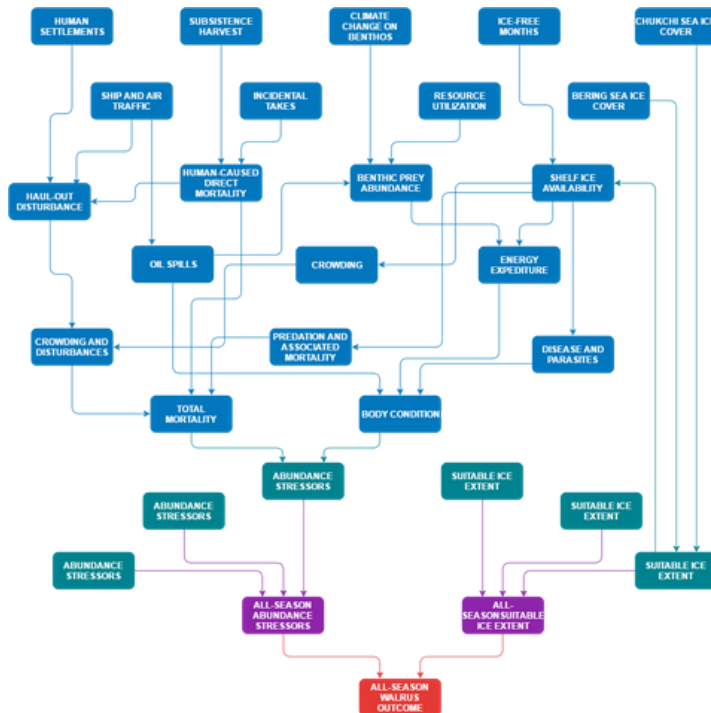 HUMAN
SETTLEMENTS
SUBSISTENCE
HARVEST
CLIMATE
CHANGE ON
BENTHOS
ICE-FREE
MONTHS
CHUKCHI SEA ICE
COVER
SHIP AND AIR
TRAFFIC
INCIDENTAL
TAKES
RESOURCE
UTILIZATION
BERING SEA ICE
COVER
HAUL-OUT
DISTURBANCE
HUMAN-CAUSED
DIRECT
MORTALITY
BENTHIC PREY
ABUNDANCE
SHELF ICE
AVAILABILITY
OIL SPILLS
CROWDING
ENERGY
EXPEDITURE
CROWDING AND
DISTURBANCES
PREDATION AND
ASSOCIATED
MORTALITY
DISEASE AND
PARASITES
TOTAL
MORTALITY
BODY CONDITION
ABUNDANCE
STRESSORS
SUITABLE ICE
EXTENT
ABUNDANCE
STRESSORS
SUITABLE ICE
EXTENT
ABUNDANCE
STRESSORS
SUITABLE ICE
EXTENT
ALL-SEASON
ABUNDANCE
STRESSORS
ALL-
SEASONSUITABLE
ICE EXTENT
ALL-SEASON
WALRUS
OUTCOME